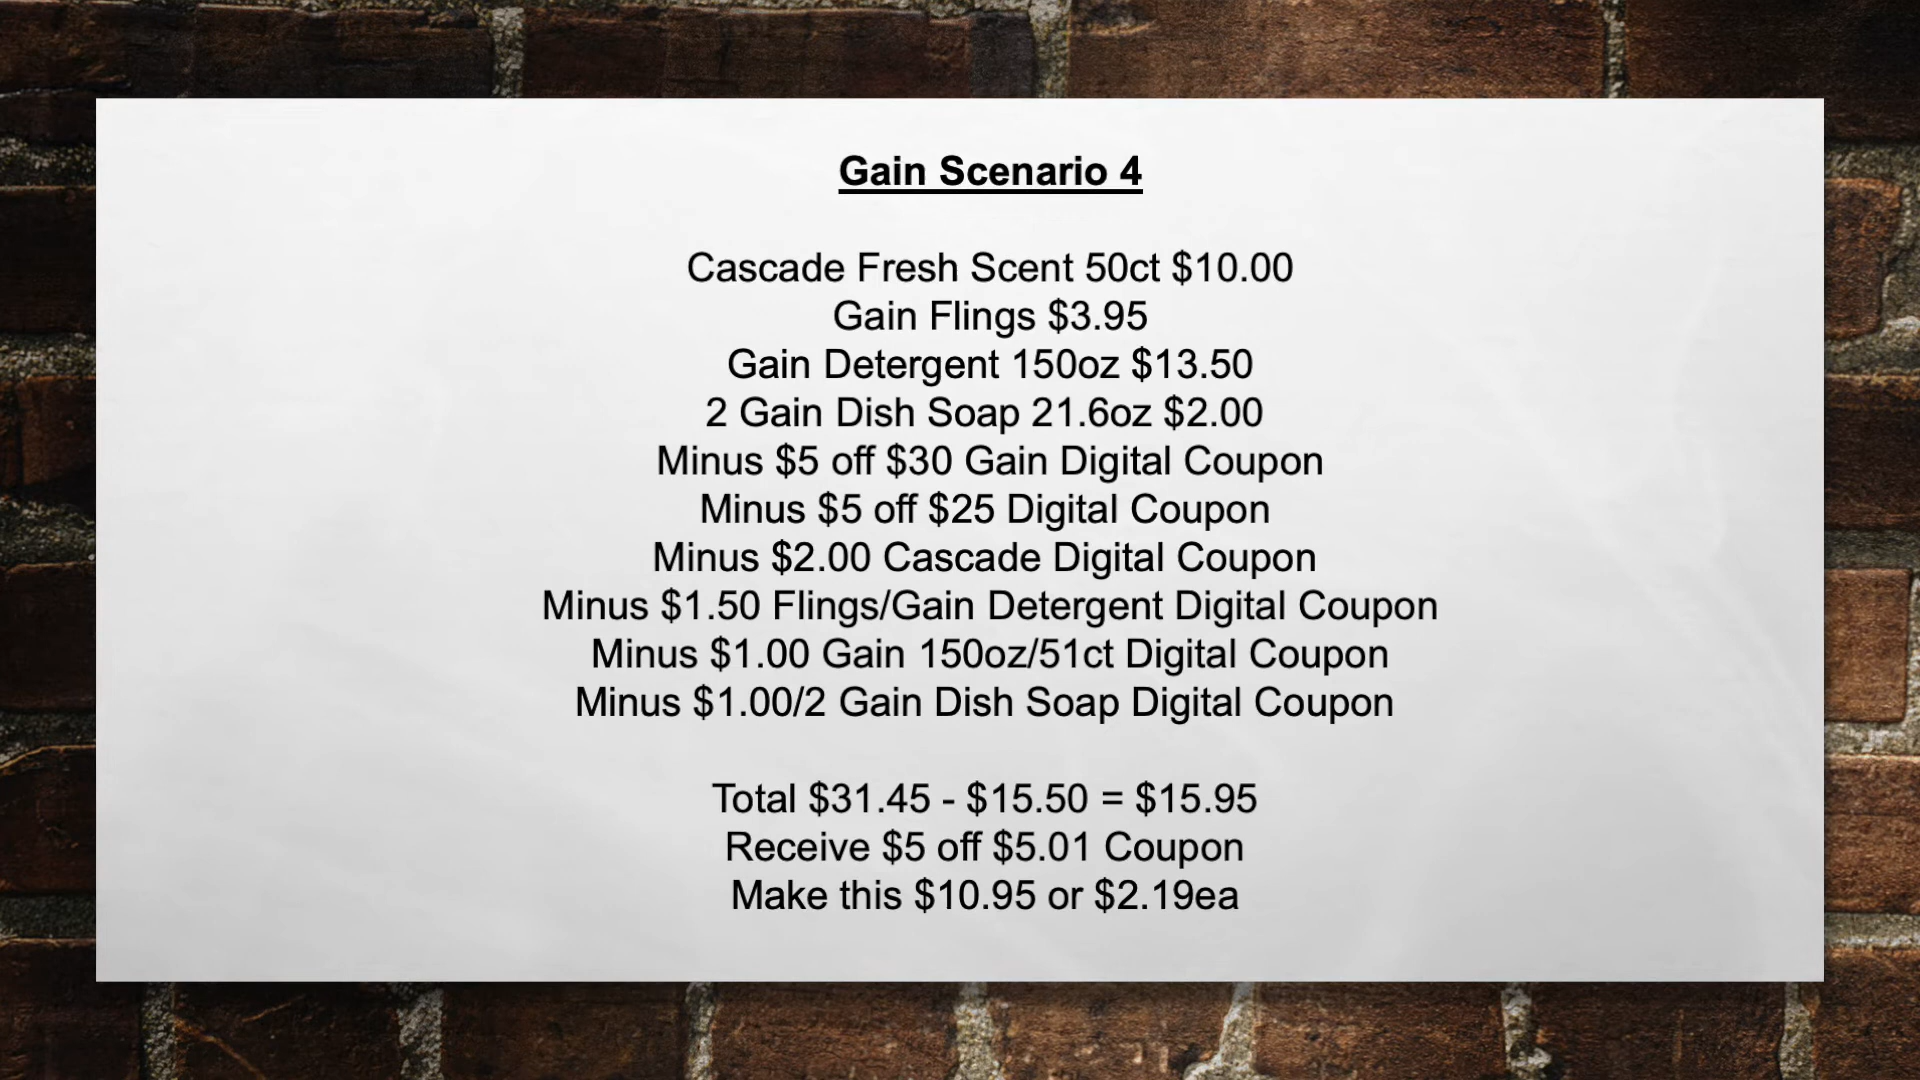 Gain Scenario 4
Cascade Fresh Scent 50ct $10.00
Gain Flings $3.95
Gain Detergent 150oz $13.50
2 Gain Dish Soap 21.6oz $2.00
Minus $5 off $30 Gain Digital Coupon
Minus $5 off $25 Digital Coupon
Minus $2.00 Cascade Digital Coupon
Minus $1.50 Flings/Gain Detergent Digital Coupon
Minus $1.00 Gain 150oz/51ct Digital Coupon
Minus $1.00/2 Gain Dish Soap Digital Coupon
Total $31.45 - $15.50 = $15.95
Receive $5 off $5.01 Coupon
Make this $10.95 or $2.19ea